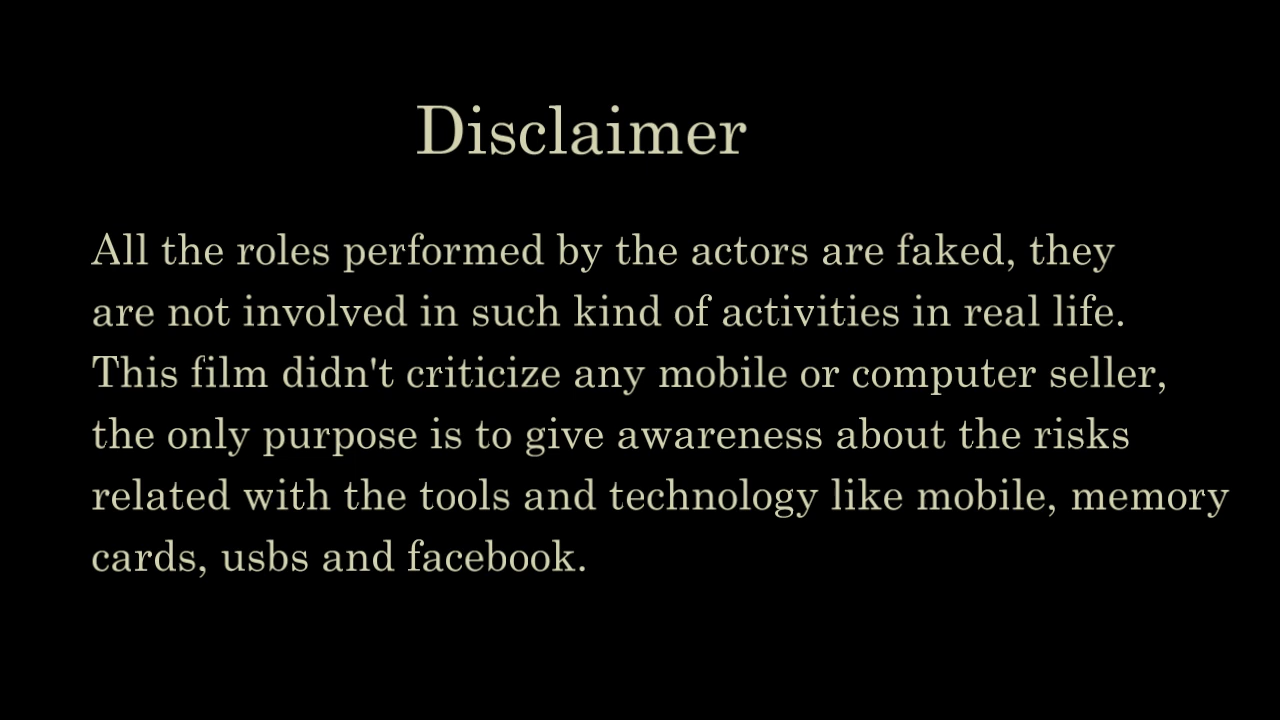 Disclaimer
All the roles performed by the actors are faked, they
are not involved in such kind of activities in real life.
This film didn't criticize any mobile or computer seller,
the only purpose is to give awareness about the risks
related with the tools and technology like mobile, memory
cards, usbs and facebook.